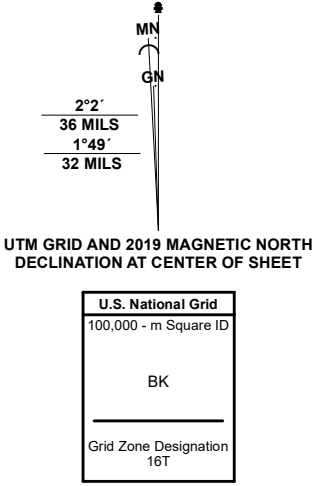 MN
GN
2°2´
36 MILS
1°49´
32 MILS
UTM GRID AND 2019 MAGNETIC NORTH
DECLINATION AT CENTER OF SHEET
U.S. National Grid
100,000 - m Square ID
BK
Grid Zone Designation
16T